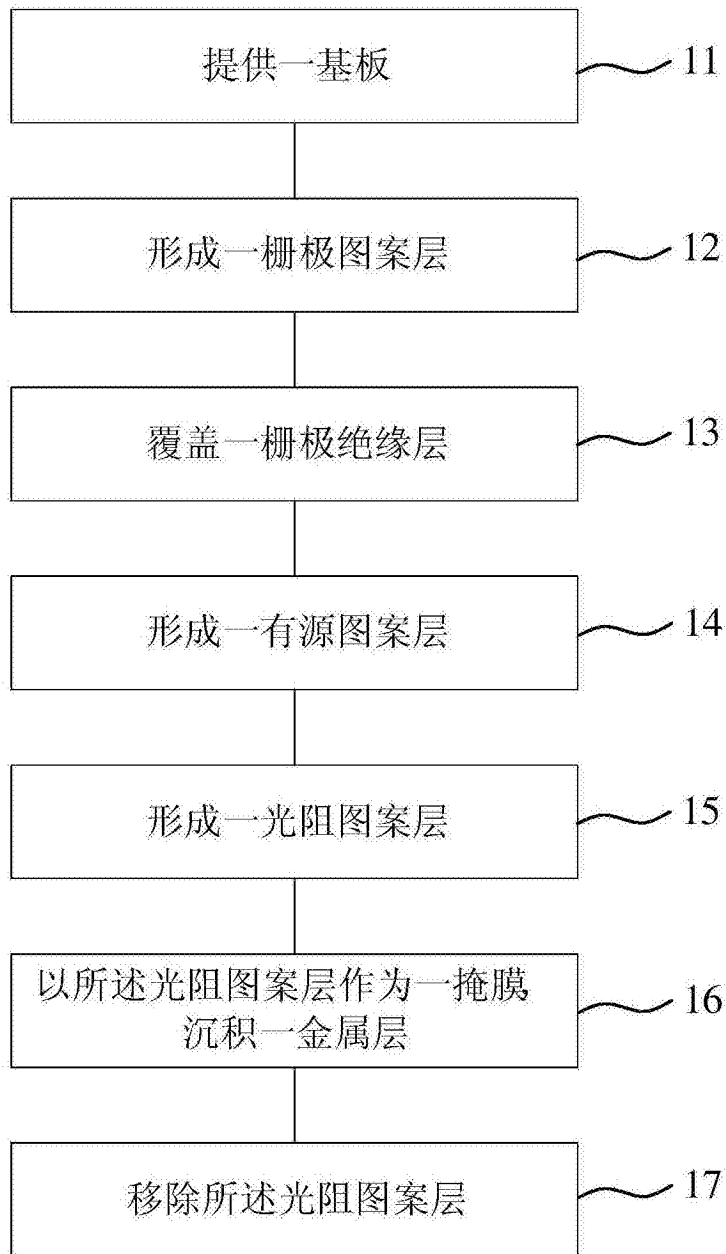 提供一基板
11
形成一栅极图案层
12
覆盖一栅极绝缘层
13
形成一有源图案层
14
形成一光阻图案层
15
以所述光阻图案层作为一掩膜,
沉积一金属层
16
移除所述光阻图案层
17